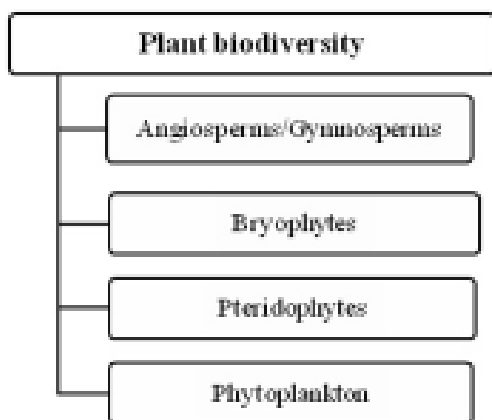 Plant biodiversity
Angiosperms/Gymnosperms
Bryophytes
Pteridophytes
Phytoplankton